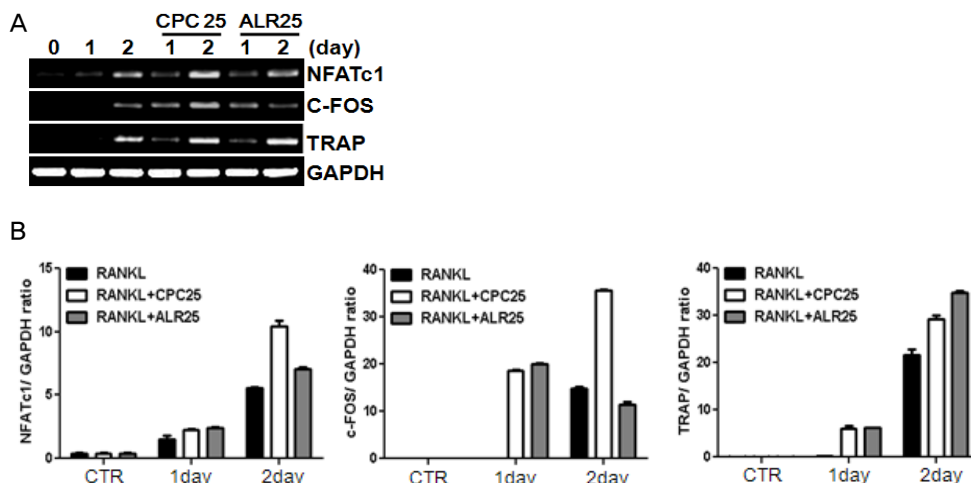 A
CPC 25 ALR25
0 1 2 1 2 1 2 (day)
NFATc1
C-FOS
TRAP
GAPDH
B
15
10
5
0
NFATc1/ GAPDH ratio
RANKL
RANKL+CPC25
RANKL+ALR25
CTR 1day 2day
40
30
20
10
0
c-FOS/ GAPDH ratio
RANKL
RANKL+CPC25
RANKL+ALR25
CTR 1day 2day
40
30
20
10
0
TRAP/ GAPDH ratio
RANKL
RANKL+CPC25
RANKL+ALR25
CTR 1day 2day